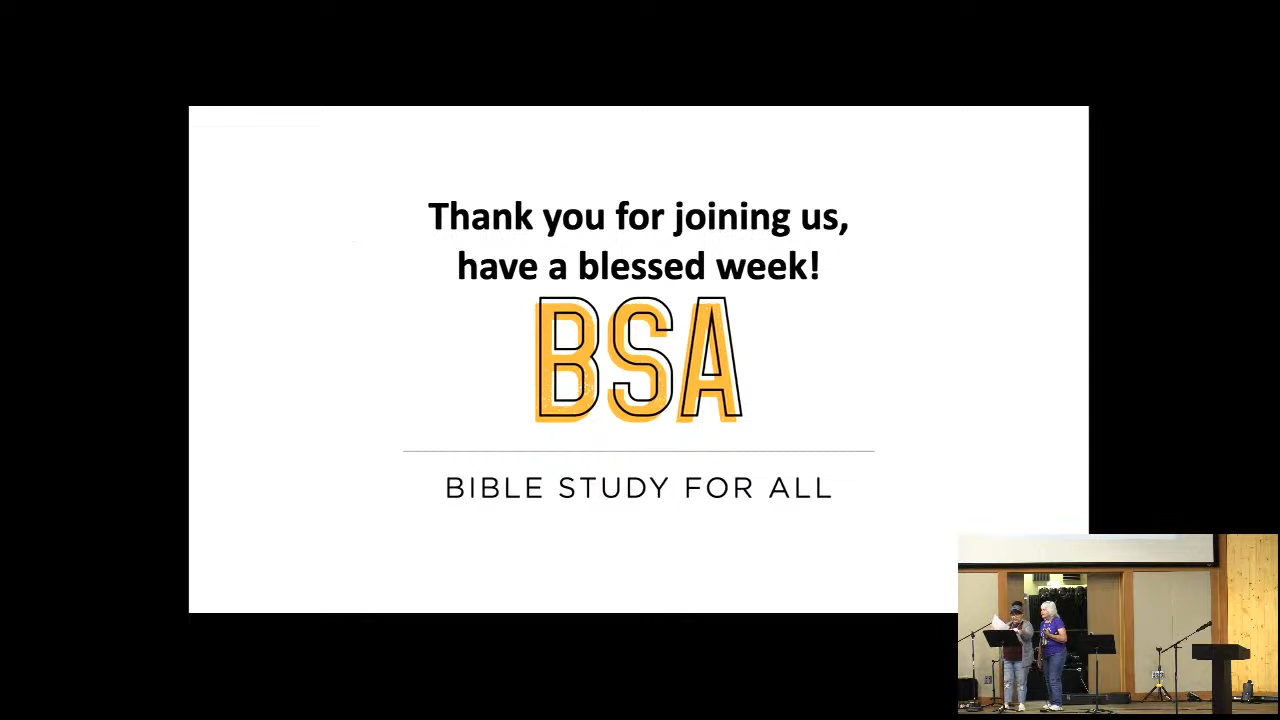 Thank you for joining us,
have a blessed week!
BSA
BIBLE STUDY FOR ALL